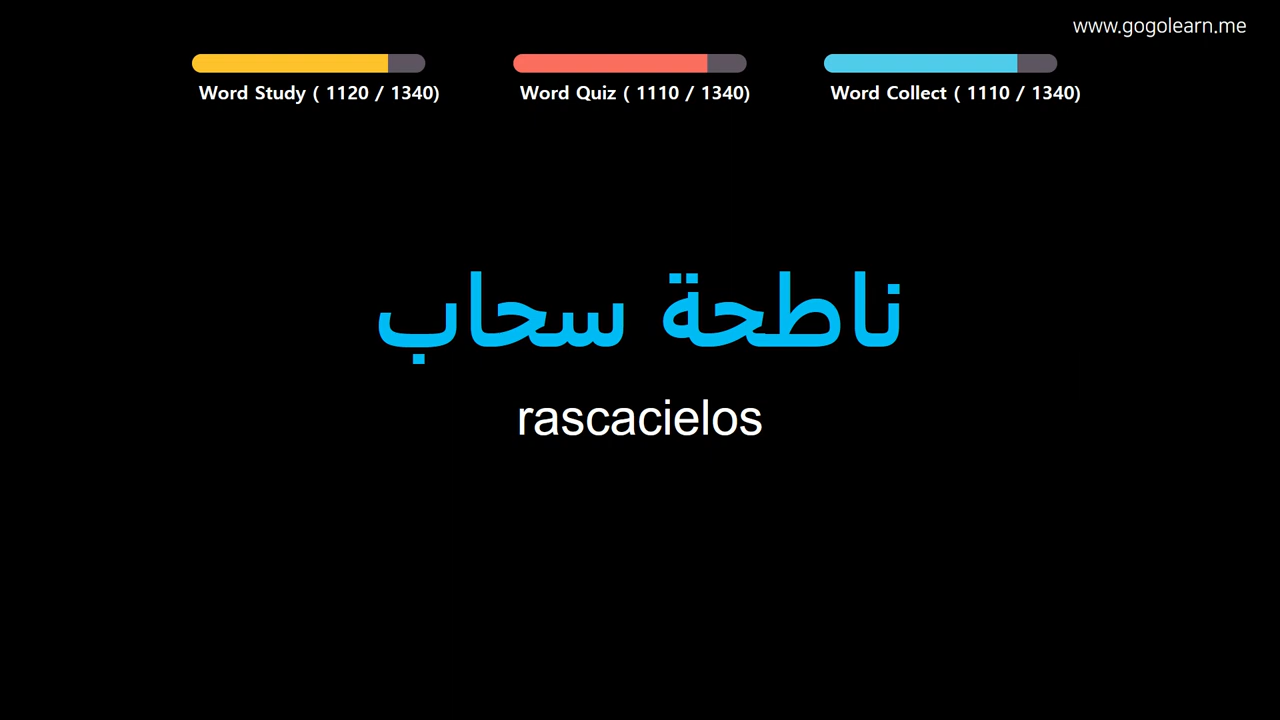 www.gogolearn.me
Word Study ( 1120 / 1340)
Word Quiz ( 1110 / 1340)
Word Collect ( 1110 / 1340)
ناطحة سحاب
rascacielos